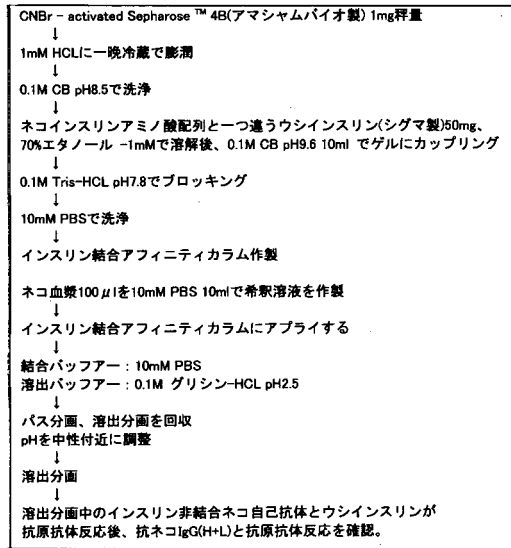 CNBr - activated Sepharose ™ 4B(アマシャムバイオ製) 1mg秤量
↓
1mM HCLに一晩冷蔵で膨潤
↓
0.1M CB pH8.5で洗浄
↓
ネコインスリンアミノ酸配列と一つ違うウシインスリン(シグマ製)50mg、
70%エタノール -1mMで溶解後、0.1M CB pH9.6 10ml でゲルにカップリング
↓
0.1M Tris-HCL pH7.8でブロッキング
↓
10mM PBSで洗浄
↓
インスリン結合アフィニティカラム作製
ネコ血漿100μlを10mM PBS 10mlで希釈溶液を作製
↓
インスリン結合アフィニティカラムにアプライする
↓
結合バッフアー：10mM PBS
溶出バッフアー：0.1M グリシン-HCL pH2.5
↓
パス分画、溶出分画を回収
pHを中性付近に調整
↓
溶出分画
↓
溶出分画中のインスリン非結合ネコ自己抗体とウシインスリンが
抗原抗体反応後、抗ネコIgG(H+L)と抗原抗体反応を確認。